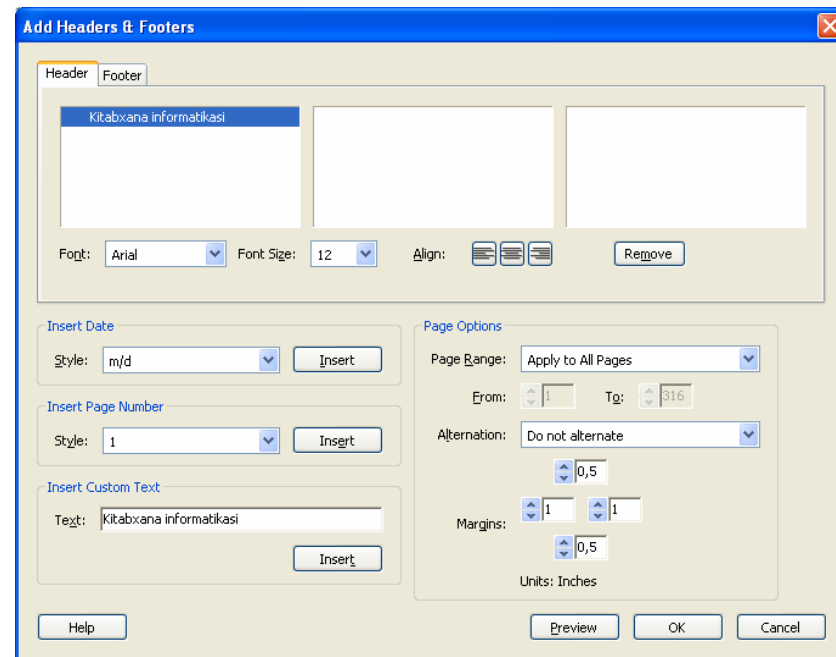 Add Headers & Footers
Header Footer
Kitabxana informatikasi
Font: Arial Font Size: 12 Align: Remove
Insert Date
Style: m/d Insert
Insert Page Number
Style: 1 Insert
Insert Custom Text
Text: Kitabxana informatikasi
Insert
Page Options
Page Range: Apply to All Pages
From: 1 To: 316
Alternation: Do not alternate
0,5
Margins: 1 1
0,5
Units: Inches
Help Preview OK Cancel